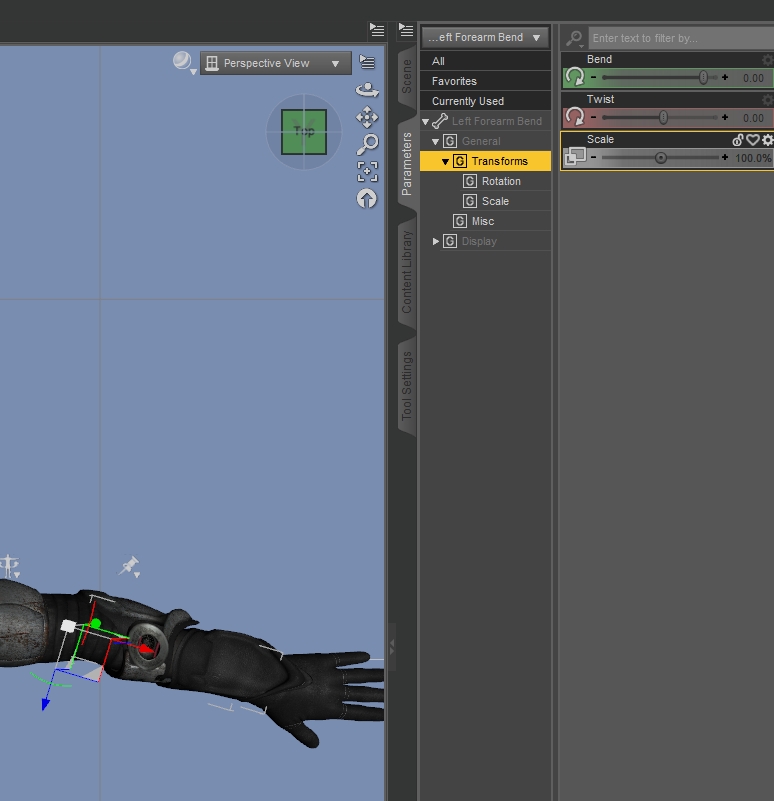 Perspective View
Top
Scene
Parameters
Content Library
Tool Settings
...eft Forearm Bend
All
Favorites
Currently Used
Left Forearm Bend
G General
G Transforms
G Rotation
G Scale
G Misc
G Display
Enter text to filter by...
Bend
- + 0.00
Twist
- + 0.00
Scale
- + 100.0%